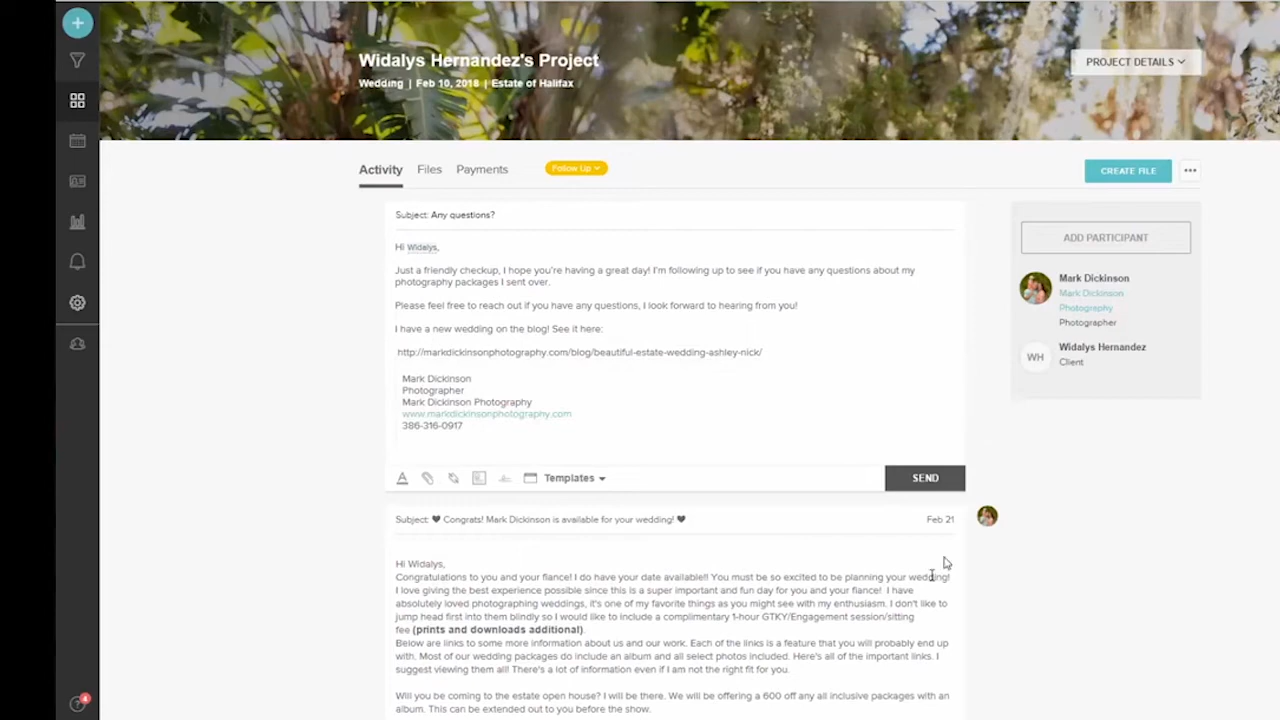 Widalys Hernandez's Project
PROJECT DETAILS
Wedding | Feb 10, 2018 | Estate of Halifax
Activity Files Payments Follow Up
CREATE FILE
Subject: Any questions?
ADD PARTICIPANT
Hi Widalys,
Just a friendly checkup, I hope you're having a great day! I'm following up to see if you have any questions about my
photography packages I sent over.
Please feel free to reach out if you have any questions, I look forward to hearing from you!
I have a new wedding on the blog! See it here:
http://markdickinsonphotography.com/blog/beautiful-estate-wedding-ashley-nick/
Mark Dickinson
Photographer
Mark Dickinson Photography
www.markdickinsonphotography.com
386-316-0917
Mark Dickinson
Mark Dickinson
Photography
Photographer
WH
Widalys Hernandez
Client
Templates
SEND
Subject: ♥ Congrats! Mark Dickinson is available for your wedding! ♥ Feb 21
Hi Widalys,
Congratulations to you and your fiance! I do have your date available!! You must be so excited to be planning your wedding!
I love giving the best experience possible since this is a super important and fun day for you and your fiance! I have
absolutely loved photographing weddings, it's one of my favorite things as you might see with my enthusiasm. I don't like to
jump head first into them blindly so I would like to include a complimentary 1-hour GTKY/Engagement session/sitting
fee (prints and downloads additional).
Below are links to some more information about us and our work. Each of the links is a feature that you will probably end up
with. Most of our wedding packages do include an album and all select photos included. Here's all of the important links. I
suggest viewing them all! There's a lot of information even if I am not the right fit for you.
Will you be coming to the estate open house? I will be there. We will be offering a 600 off any all inclusive packages with an
album. This can be extended out to you before the show.
4